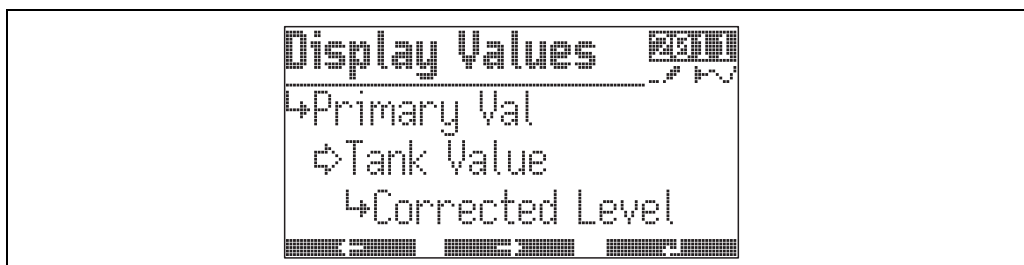 Display Values 2011
↳Primary Val
⇨Tank Value
↳Corrected Level